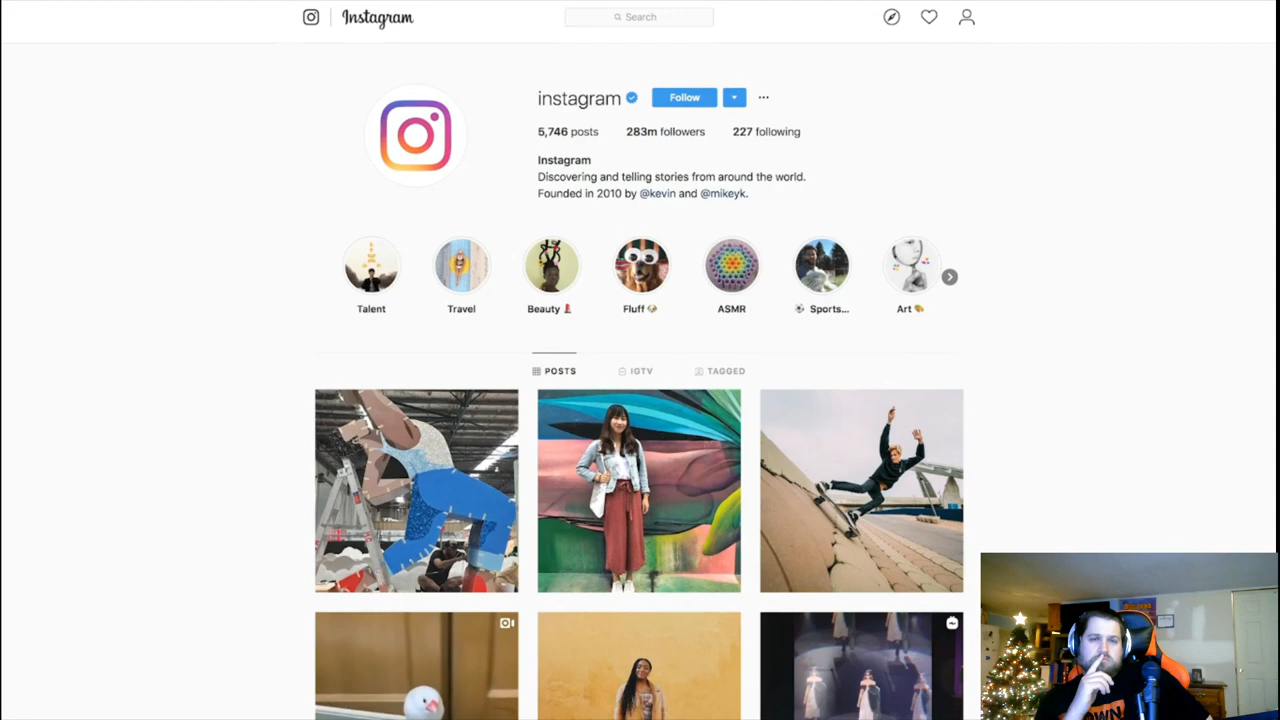 Instagram
Search
instagram Follow ...
5,746 posts 283m followers 227 following
Instagram
Discovering and telling stories from around the world.
Founded in 2010 by @kevin and @mikeyk.
Talent Travel Beauty💄 Fluff🐶 ASMR ⚽ Sports... Art🎨
POSTS IGTV TAGGED
OWN